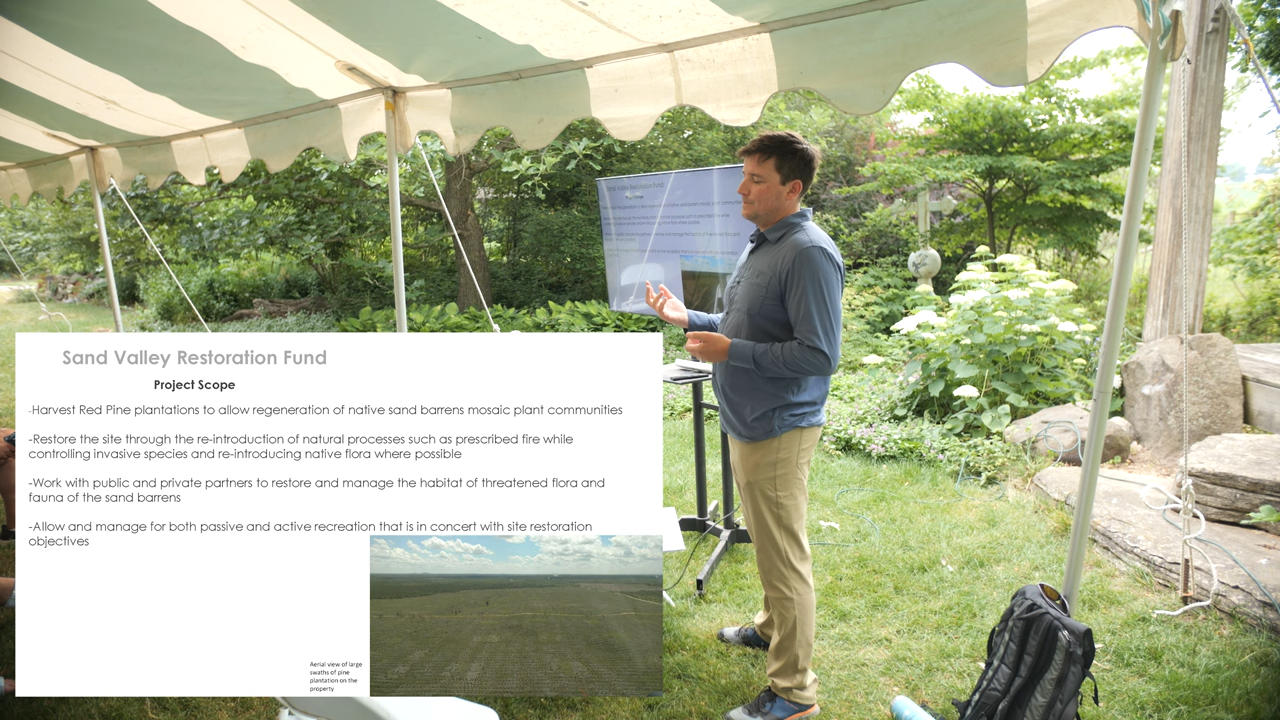 Sand Valley Restoration Fund
Project Scope
-Harvest Red Pine plantations to allow regeneration of native sand barrens mosaic plant communities
-Restore the site through the re-introduction of natural processes such as prescribed fire while
controlling invasive species and re-introducing native flora where possible
-Work with public and private partners to restore and manage the habitat of threatened flora and
fauna of the sand barrens
-Allow and manage for both passive and active recreation that is in concert with site restoration
objectives
Aerial view of large
swaths of pine
plantation on the
property
Sand Valley Restoration Fund